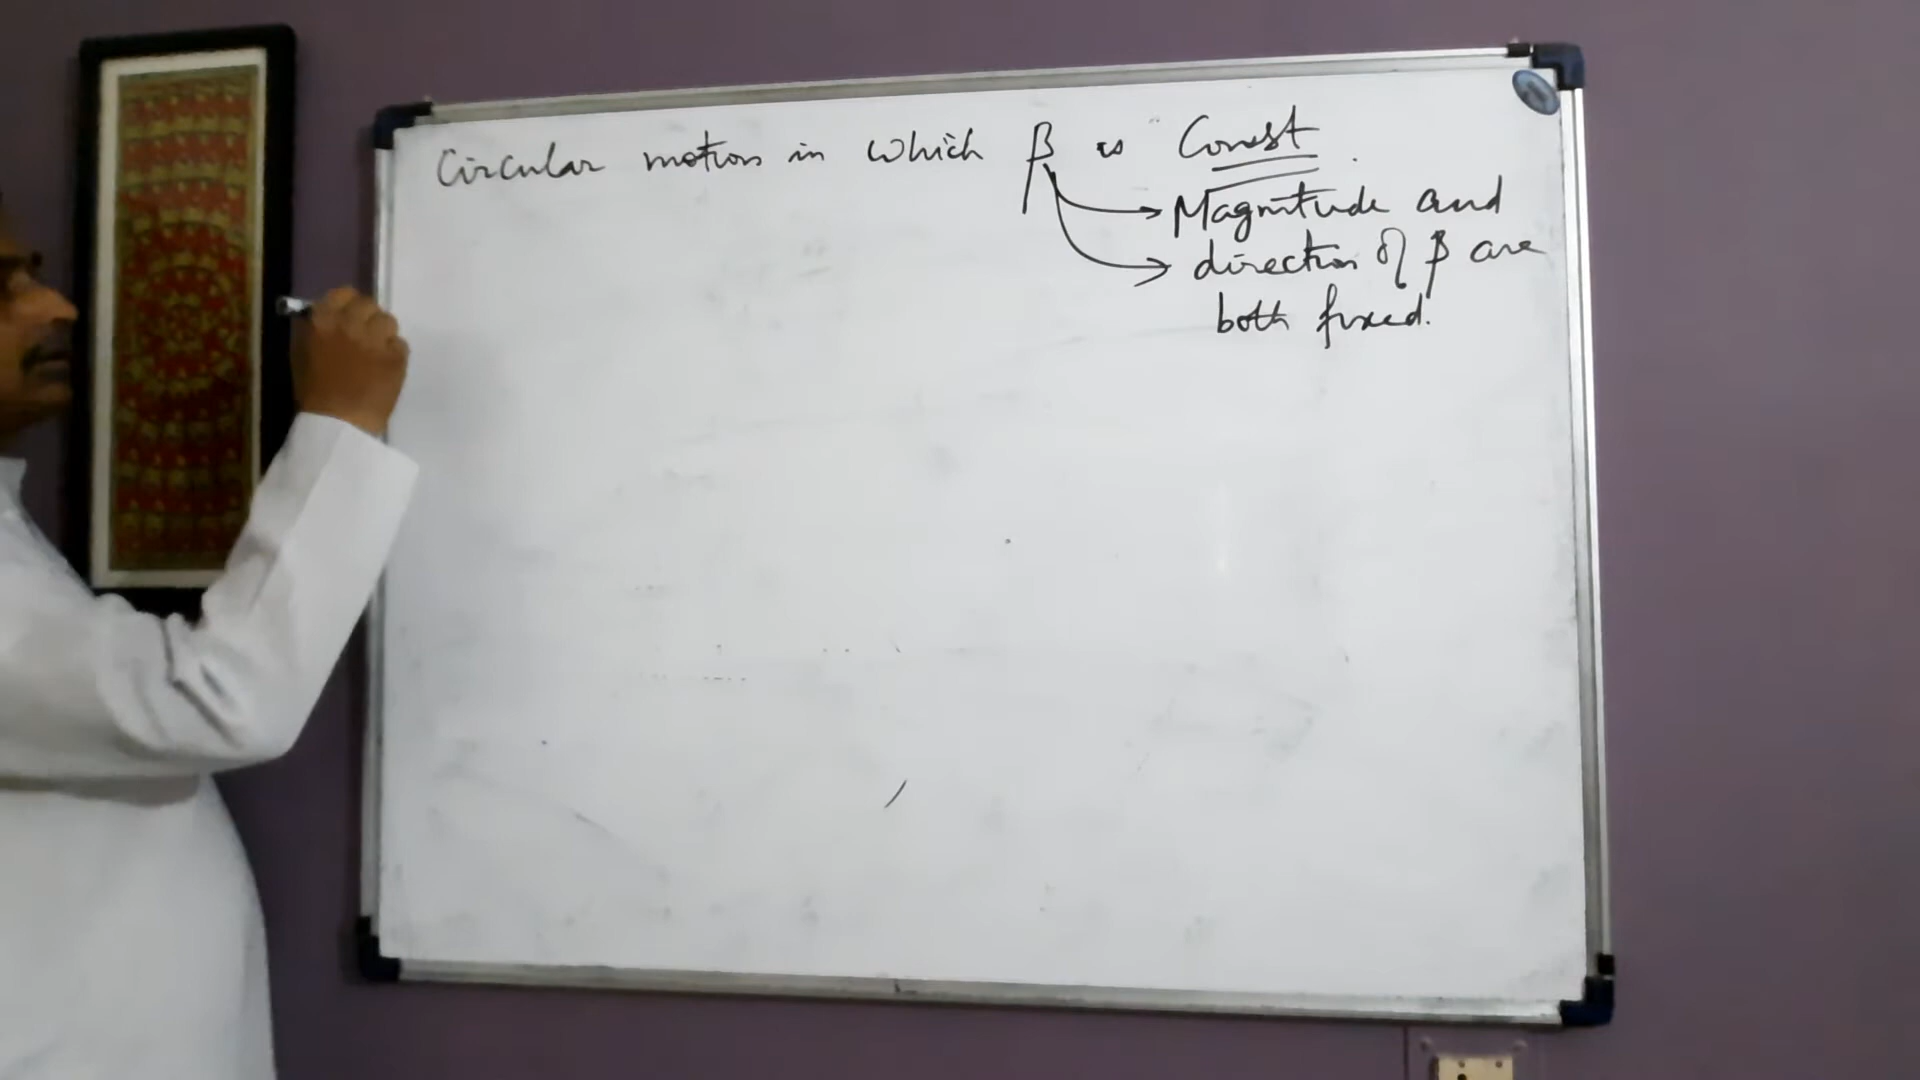 Circular motion in which β is Const.
Magnitude and
direction of β are
both fixed.